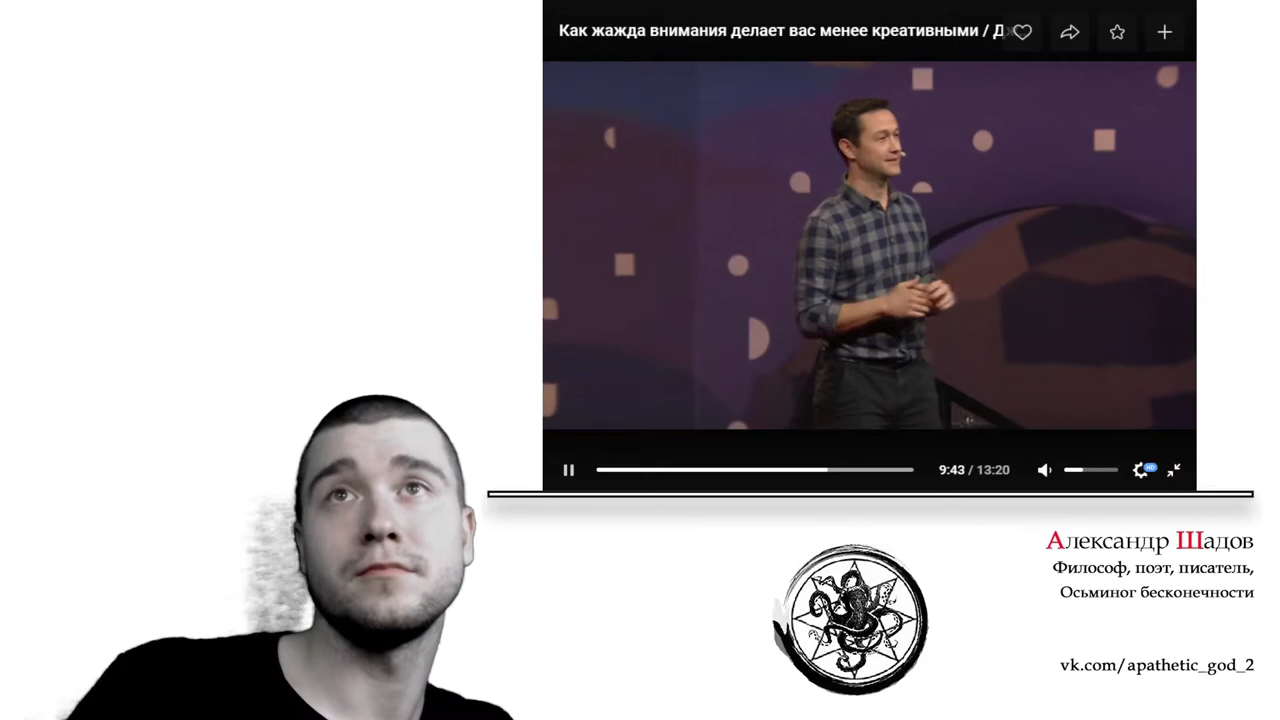 Как жажда внимания делает вас менее креативными / Д
9:43 / 13:20
HD
Александр Шадов
Философ, поэт, писатель,
Осьминог бесконечности
vk.com/apathetic_god_2